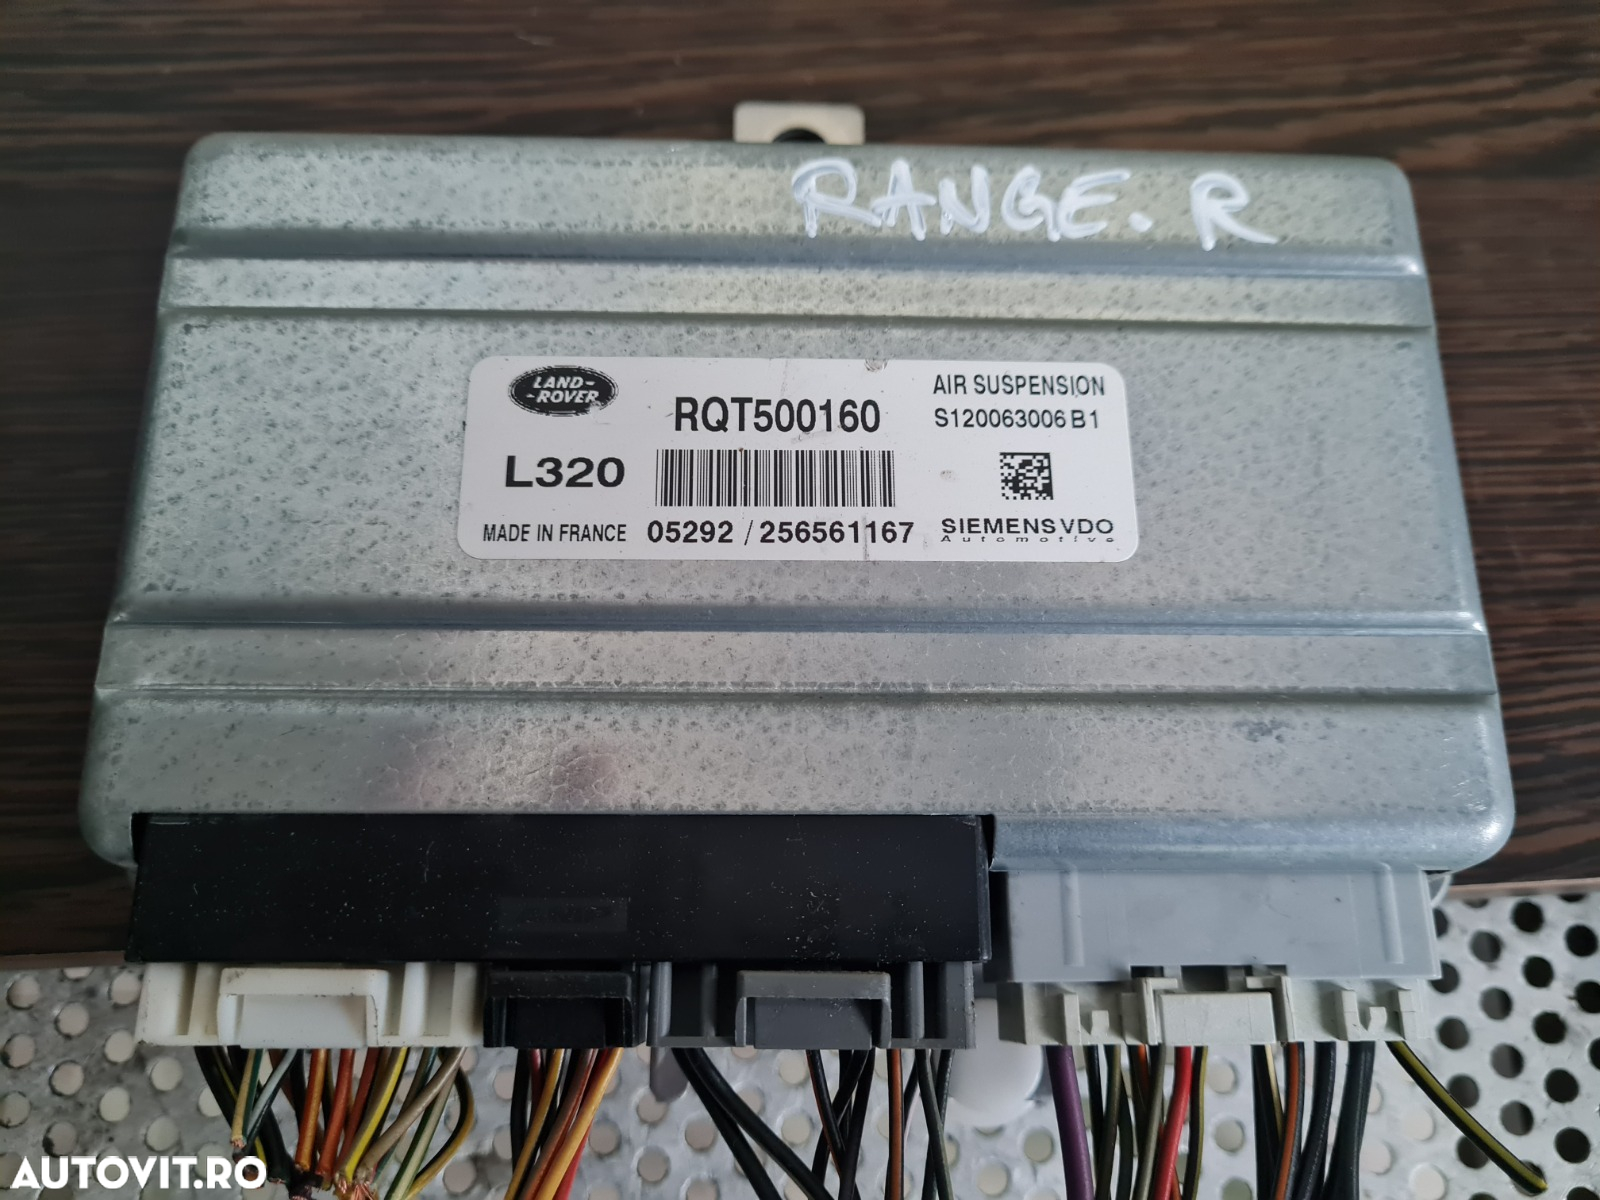 RANGE. R
LAND-
-ROVER
RQT500160
AIR SUSPENSION
S120063006 B1
L320
MADE IN FRANCE
05292 / 256561167
SIEMENS VDO
Automotive
AUTOVIT.RO